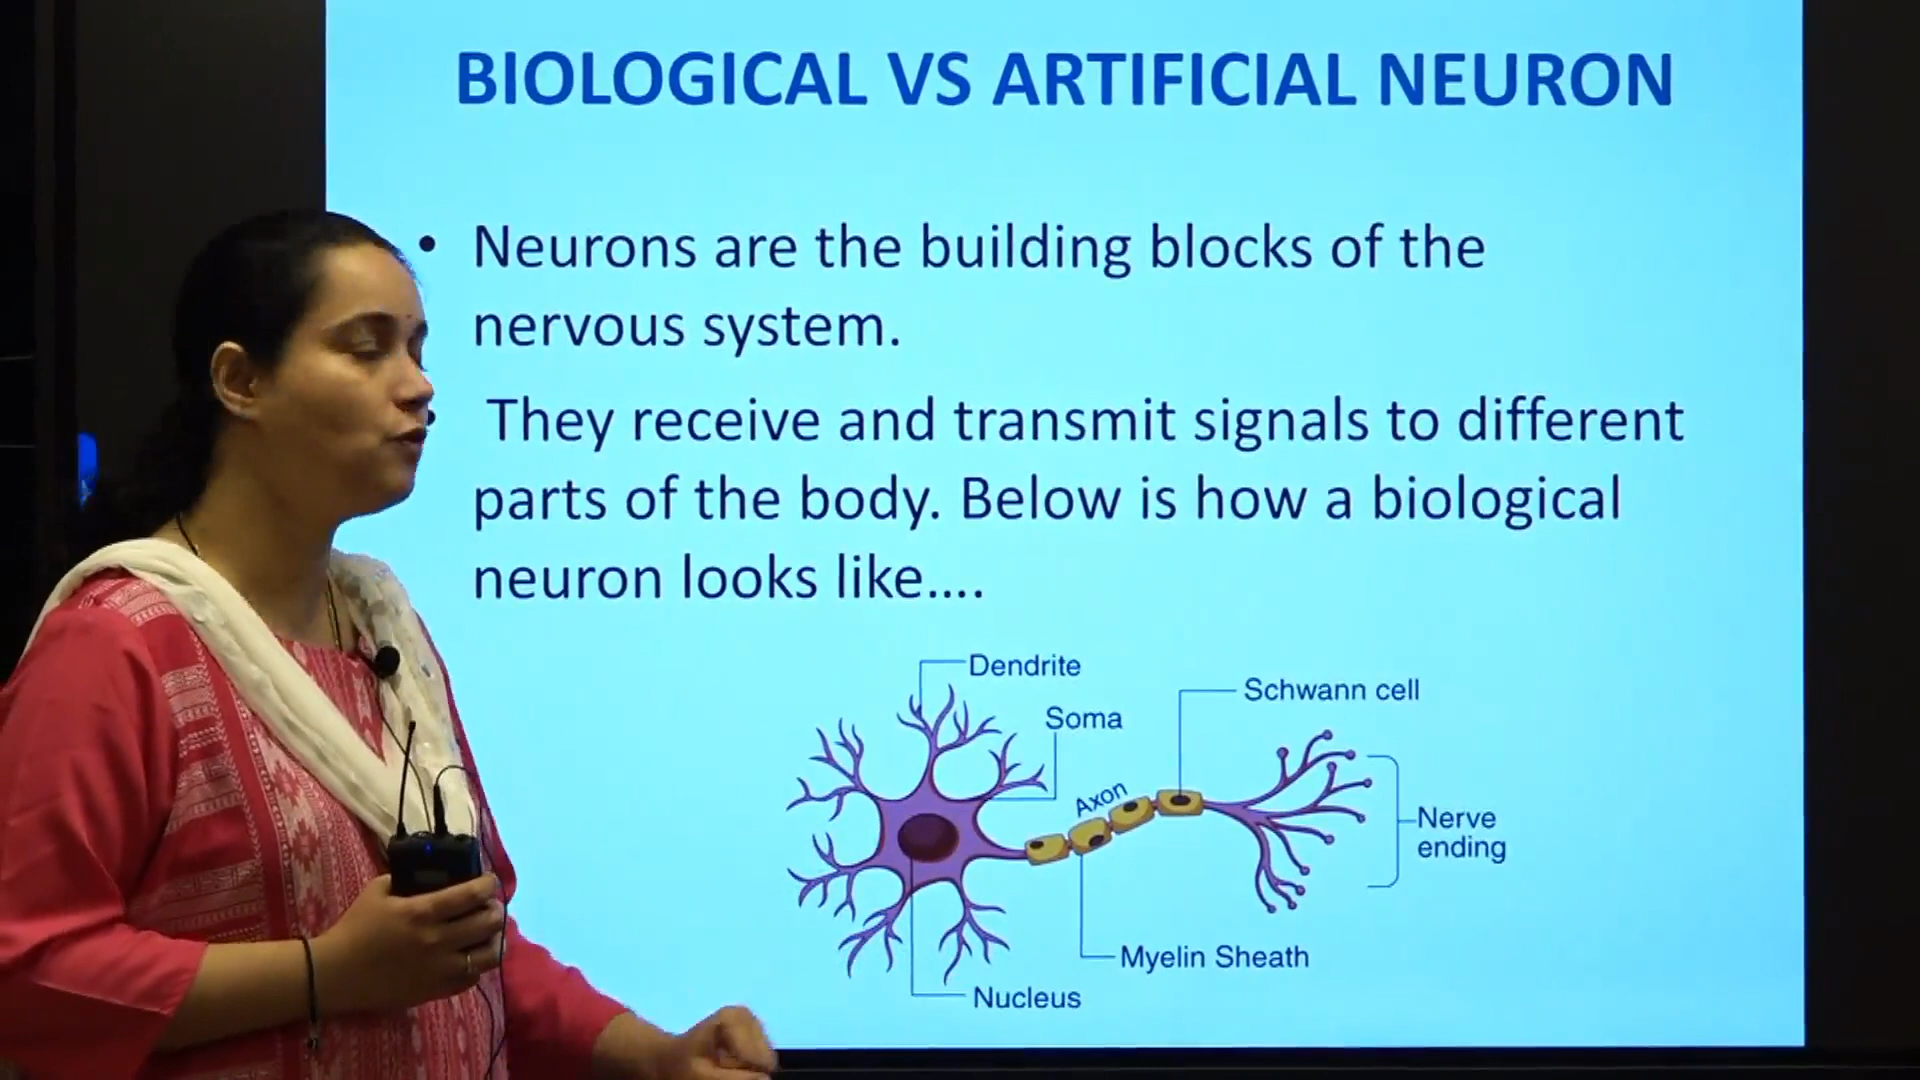 BIOLOGICAL VS ARTIFICIAL NEURON
• Neurons are the building blocks of the
nervous system.
• They receive and transmit signals to different
parts of the body. Below is how a biological
neuron looks like....
Dendrite
Soma
Schwann cell
Axon
Nerve
ending
Myelin Sheath
Nucleus